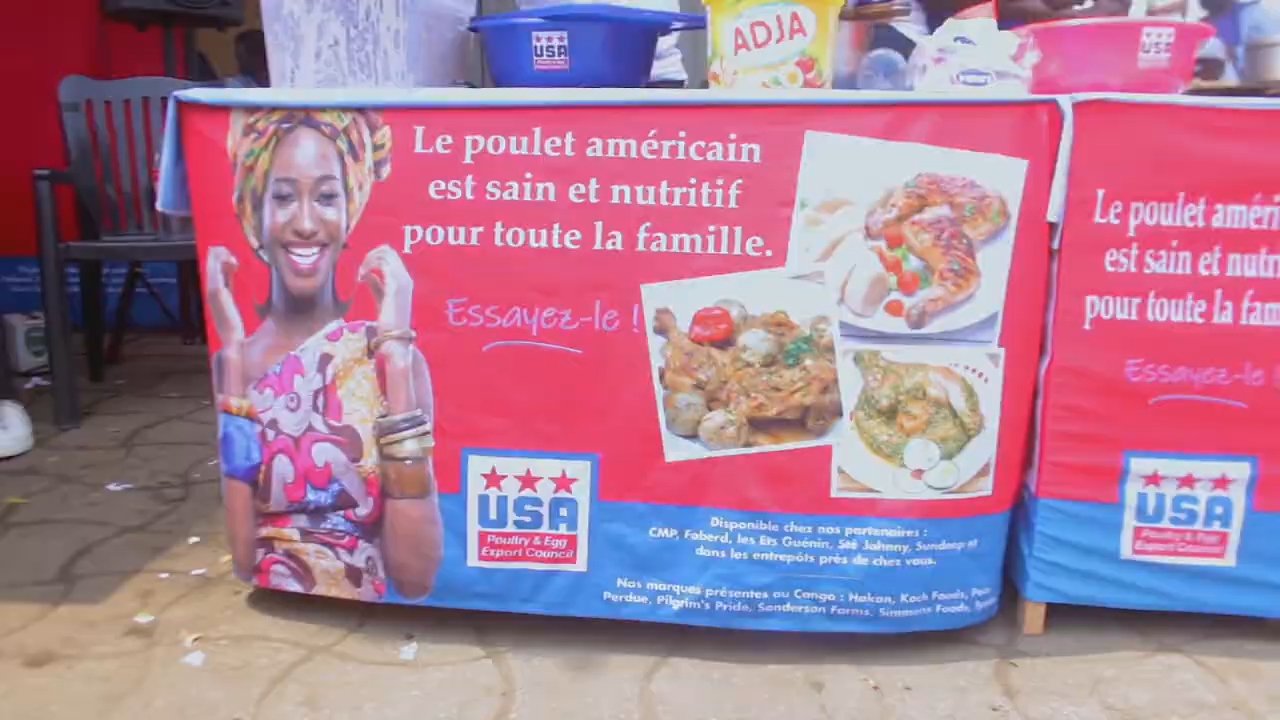 USA
ADJA
USA
Le poulet américain
est sain et nutritif
pour toute la famille.
Essayez-le !
USA
Poultry & Egg
Export Council
Disponible chez nos partenaires :
CMP, Foberd, les Ets Guénin, Sté Johnny, Sundeep et
dans les entrepôts près de chez vous.
Nos marques présentes au Congo : Hakan, Koch Foods,
Perdue, Pilgrim's Pride, Sanderson Farms, Simmons Foods,
Le poulet améri
est sain et nutr
pour toute la fam
Essayez-le !
USA
Poultry & Egg
Export Council